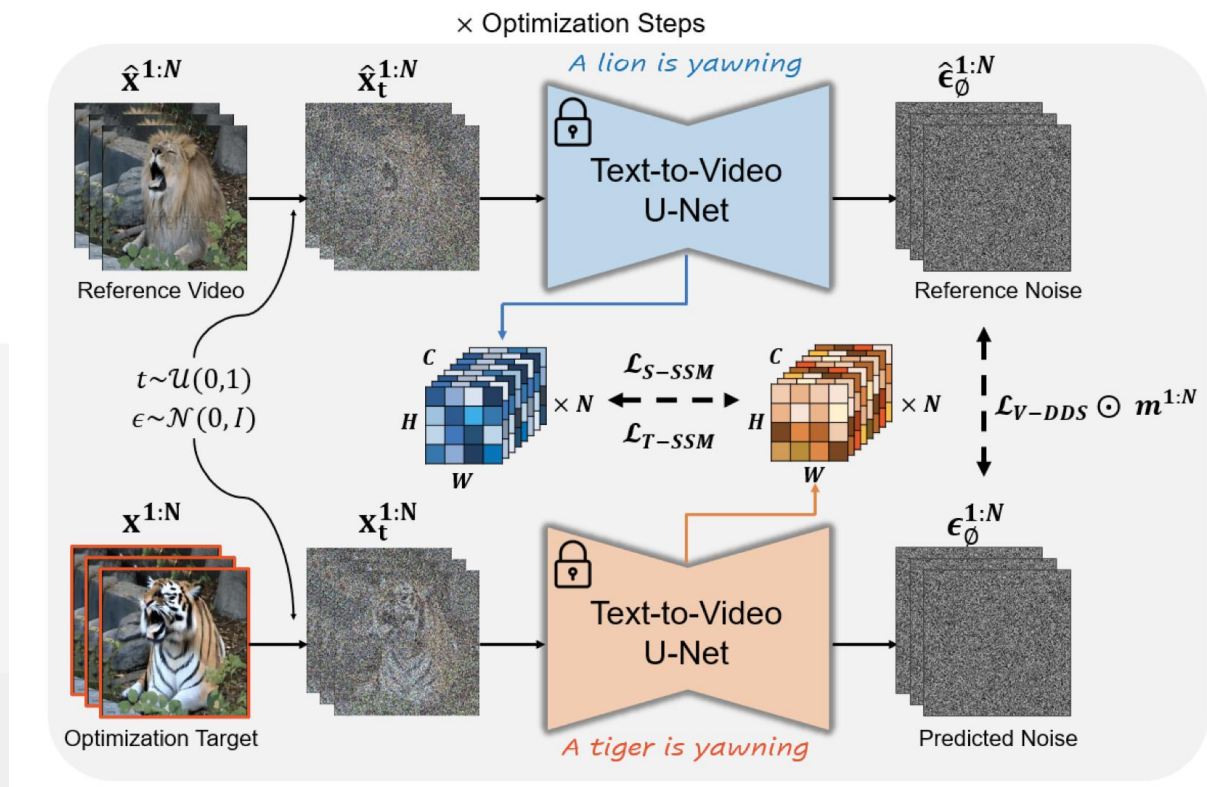 × Optimization Steps
A lion is yawning
x̂^{1:N}
x̂_t^{1:N}
ε̂_∅^{1:N}
Text-to-Video
U-Net
Reference Video
Reference Noise
t~𝒰(0,1)
ϵ~𝒩(0, I)
C
H
W
× N
ℒ_{S−SSM}
ℒ_{T−SSM}
C
H
W
× N
ℒ_{V−DDS} ⊙ m^{1:N}
x^{1:N}
x_t^{1:N}
ϵ_∅^{1:N}
Text-to-Video
U-Net
Optimization Target
A tiger is yawning
Predicted Noise